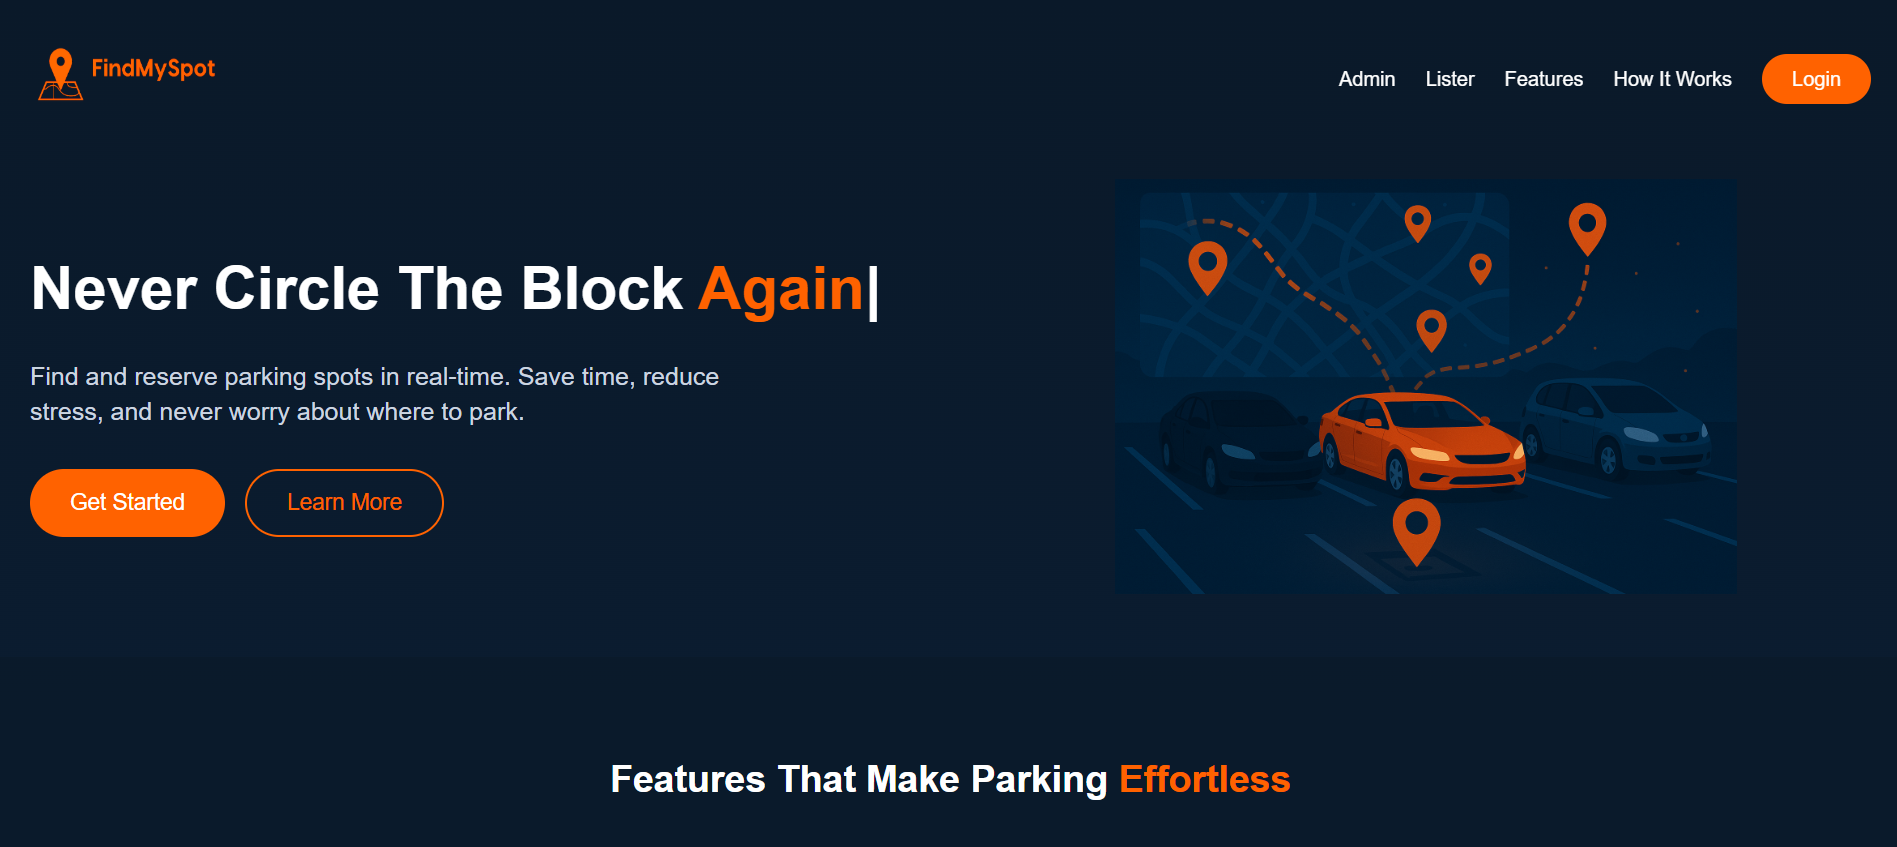 FindMySpot
Admin
Lister
Features
How It Works
Login
Never Circle The Block Again|
Find and reserve parking spots in real-time. Save time, reduce
stress, and never worry about where to park.
Get Started
Learn More
Features That Make Parking Effortless